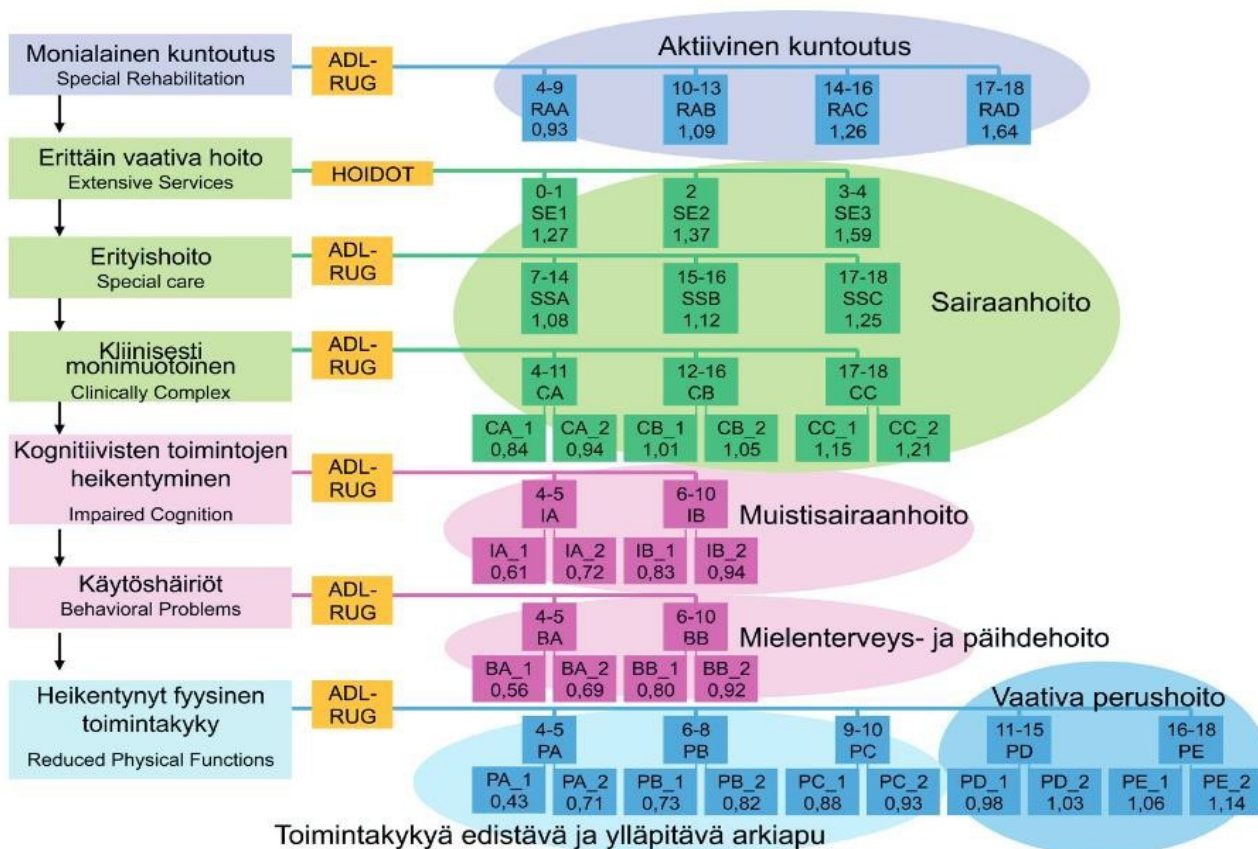 Monialainen kuntoutus
Special Rehabilitation
ADL-
RUG
Aktiivinen kuntoutus
4-9
RAA
0,93
10-13
RAB
1,09
14-16
RAC
1,26
17-18
RAD
1,64
Erittäin vaativa hoito
Extensive Services
HOIDOT
0-1
SE1
1,27
2
SE2
1,37
3-4
SE3
1,59
Erityishoito
Special care
ADL-
RUG
7-14
SSA
1,08
15-16
SSB
1,12
17-18
SSC
1,25
Sairaanhoito
Kliinisesti
monimuotoinen
Clinically Complex
ADL-
RUG
4-11
CA
12-16
CB
17-18
CC
CA_1
0,84
CA_2
0,94
CB_1
1,01
CB_2
1,05
CC_1
1,15
CC_2
1,21
Kognitiivisten toimintojen
heikentyminen
Impaired Cognition
ADL-
RUG
4-5
IA
6-10
IB
Muistisairaanhoito
IA_1
0,61
IA_2
0,72
IB_1
0,83
IB_2
0,94
Käytöshäiriöt
Behavioral Problems
ADL-
RUG
4-5
BA
6-10
BB
Mielenterveys- ja päihdehoito
BA_1
0,56
BA_2
0,69
BB_1
0,80
BB_2
0,92
Heikentynyt fyysinen
toimintakyky
Reduced Physical Functions
ADL-
RUG
Vaativa perushoito
4-5
PA
6-8
PB
9-10
PC
11-15
PD
16-18
PE
PA_1
0,43
PA_2
0,71
PB_1
0,73
PB_2
0,82
PC_1
0,88
PC_2
0,93
PD_1
0,98
PD_2
1,03
PE_1
1,06
PE_2
1,14
Toimintakykyä edistävä ja ylläpitävä arkiapu